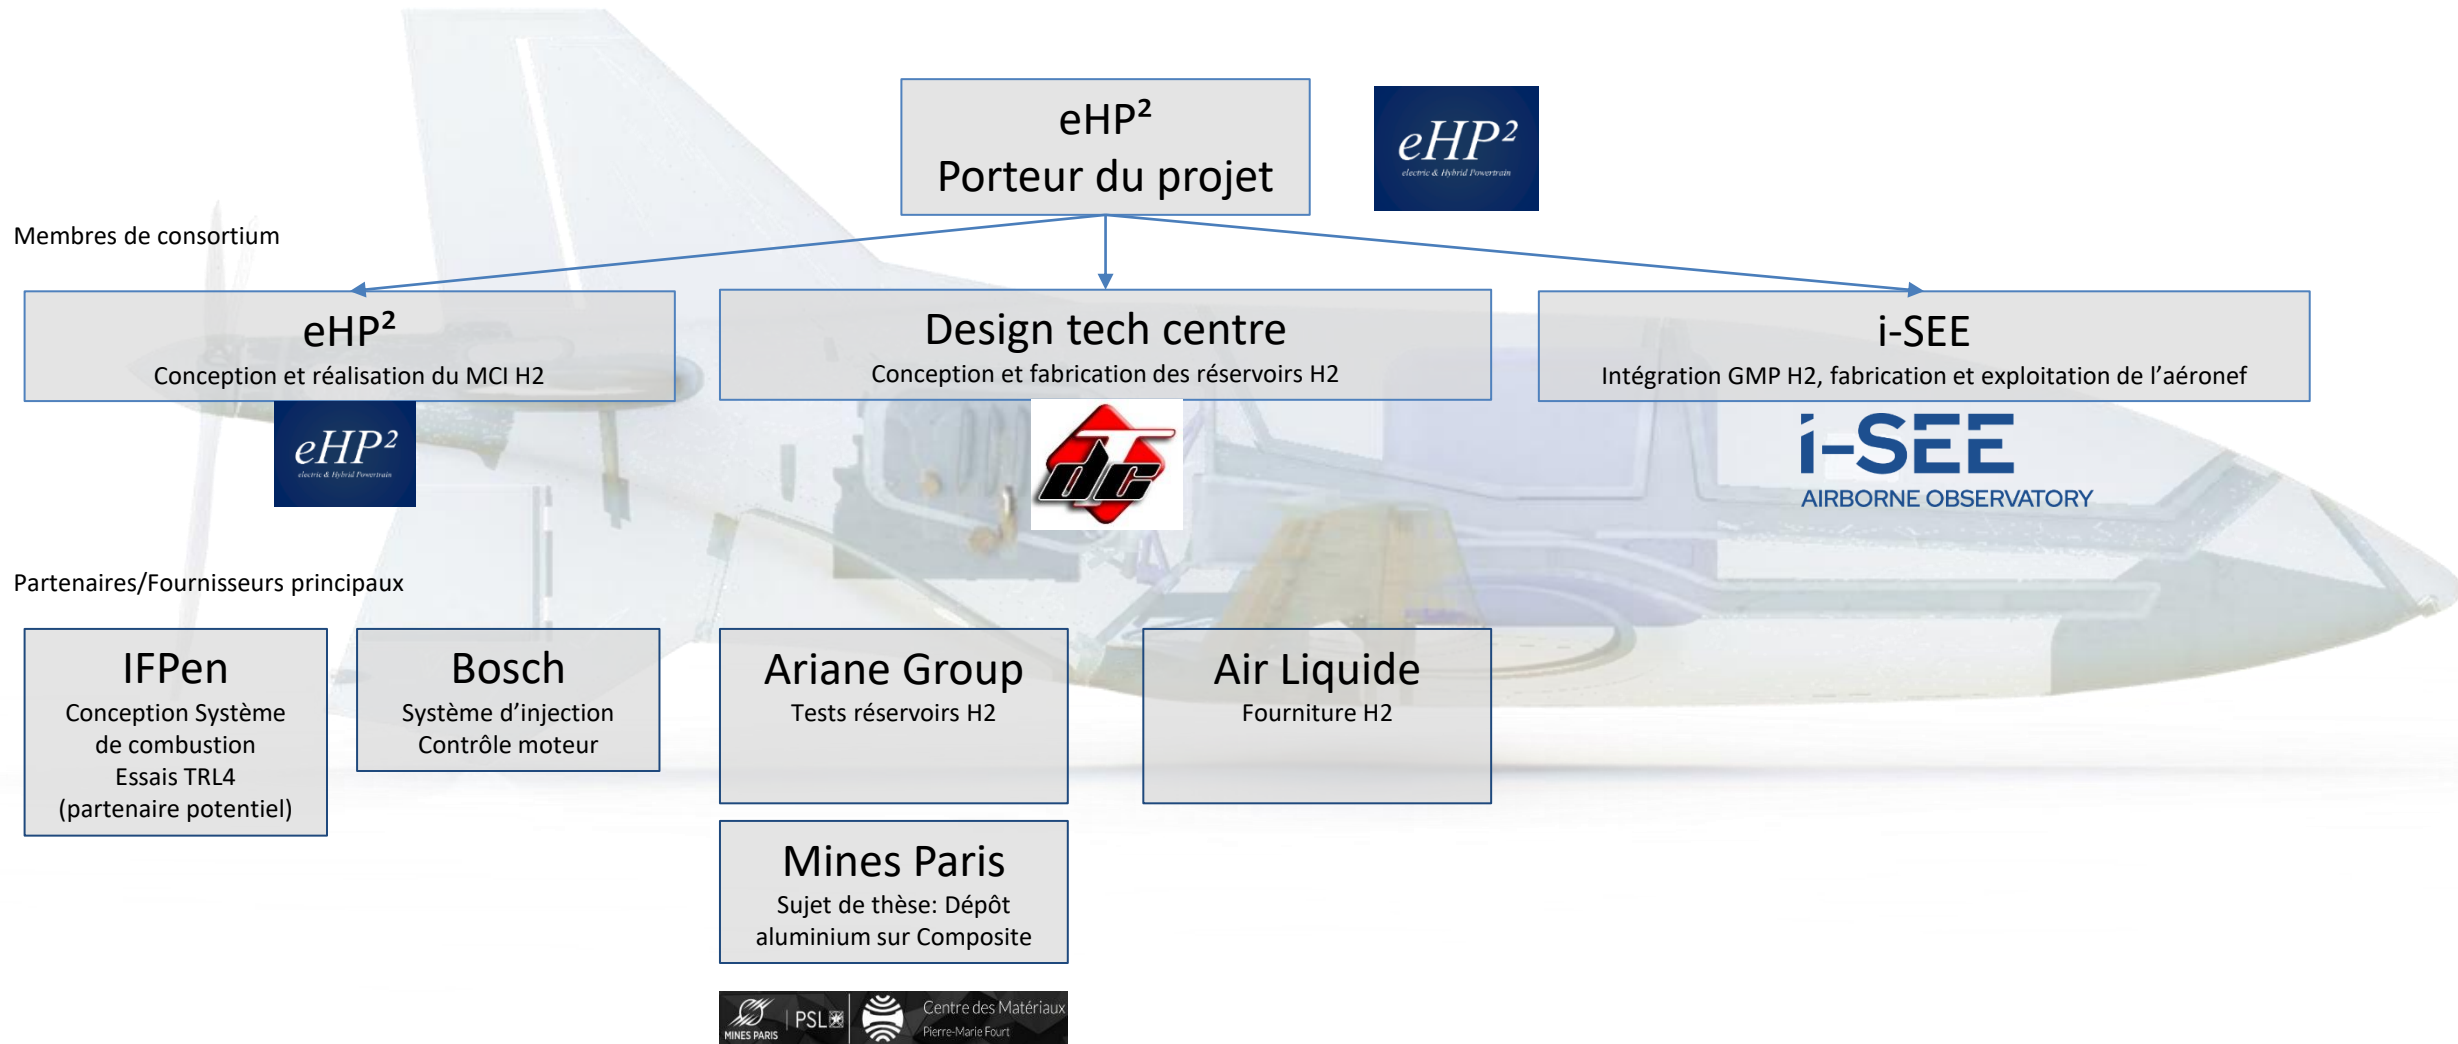 eHP²
Porteur du projet
eHP²
electric & Hybrid Powertrain
Membres de consortium
eHP²
Conception et réalisation du MCI H2
Design tech centre
Conception et fabrication des réservoirs H2
i-SEE
Intégration GMP H2, fabrication et exploitation de l’aéronef
eHP²
electric & Hybrid Powertrain
dTc
i-SEE
AIRBORNE OBSERVATORY
Partenaires/Fournisseurs principaux
IFPen
Conception Système
de combustion
Essais TRL4
(partenaire potentiel)
Bosch
Système d’injection
Contrôle moteur
Ariane Group
Tests réservoirs H2
Air Liquide
Fourniture H2
Mines Paris
Sujet de thèse: Dépôt
aluminium sur Composite
MINES PARIS
PSL
Centre des Matériaux
Pierre-Marie Fourt